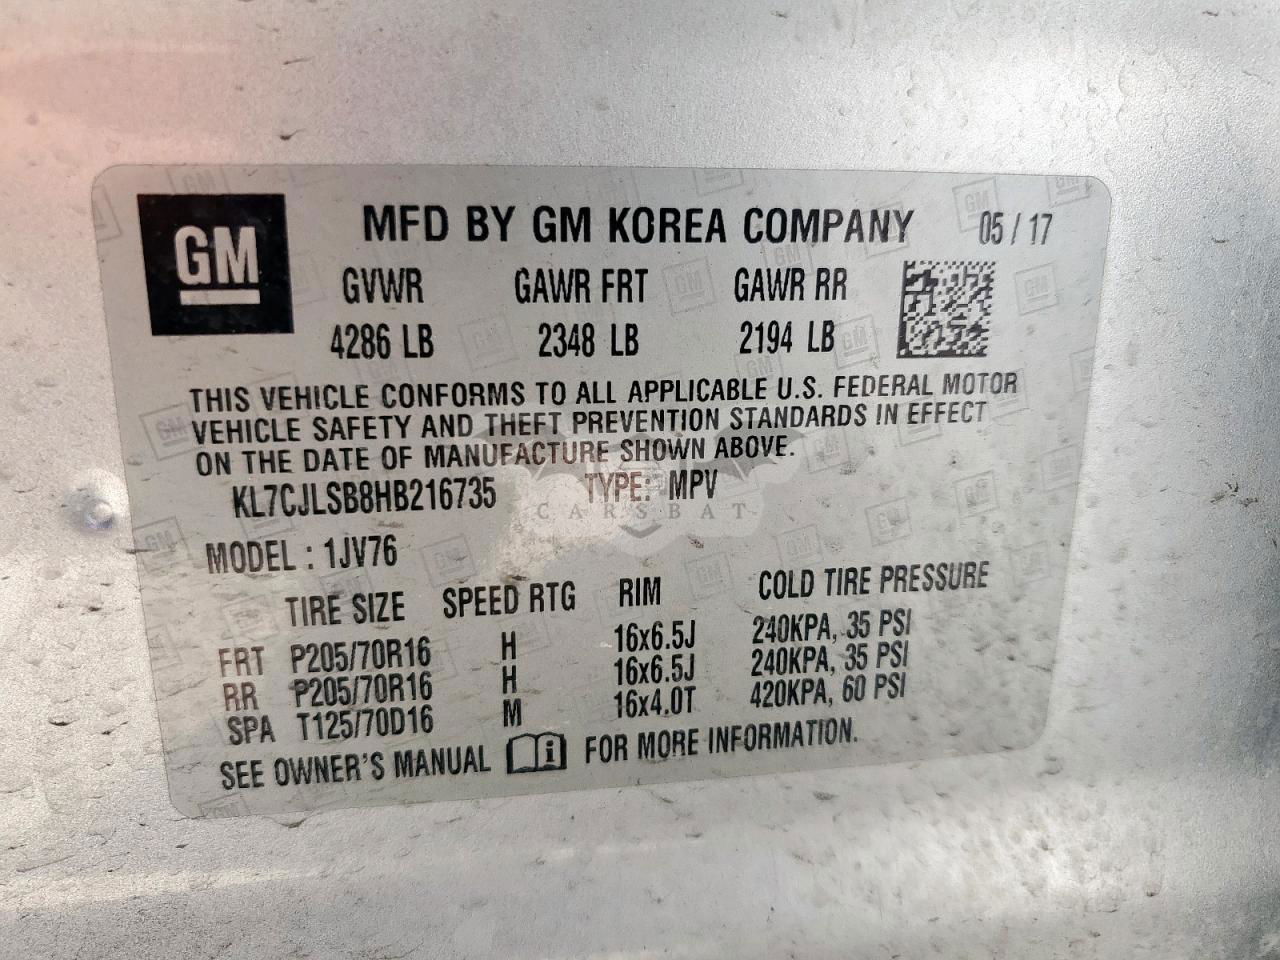 GM
MFD BY GM KOREA COMPANY 05 / 17
GVWR GAWR FRT GAWR RR
4286 LB 2348 LB 2194 LB
THIS VEHICLE CONFORMS TO ALL APPLICABLE U.S. FEDERAL MOTOR
VEHICLE SAFETY AND THEFT PREVENTION STANDARDS IN EFFECT
ON THE DATE OF MANUFACTURE SHOWN ABOVE.
KL7CJLSB8HB216735 TYPE: MPV
CARSBAT
MODEL : 1JV76
TIRE SIZE SPEED RTG RIM COLD TIRE PRESSURE
FRT P205/70R16 H 16x6.5J 240KPA, 35 PSI
RR P205/70R16 H 16x6.5J 240KPA, 35 PSI
SPA T125/70D16 M 16x4.0T 420KPA, 60 PSI
SEE OWNER'S MANUAL i FOR MORE INFORMATION.